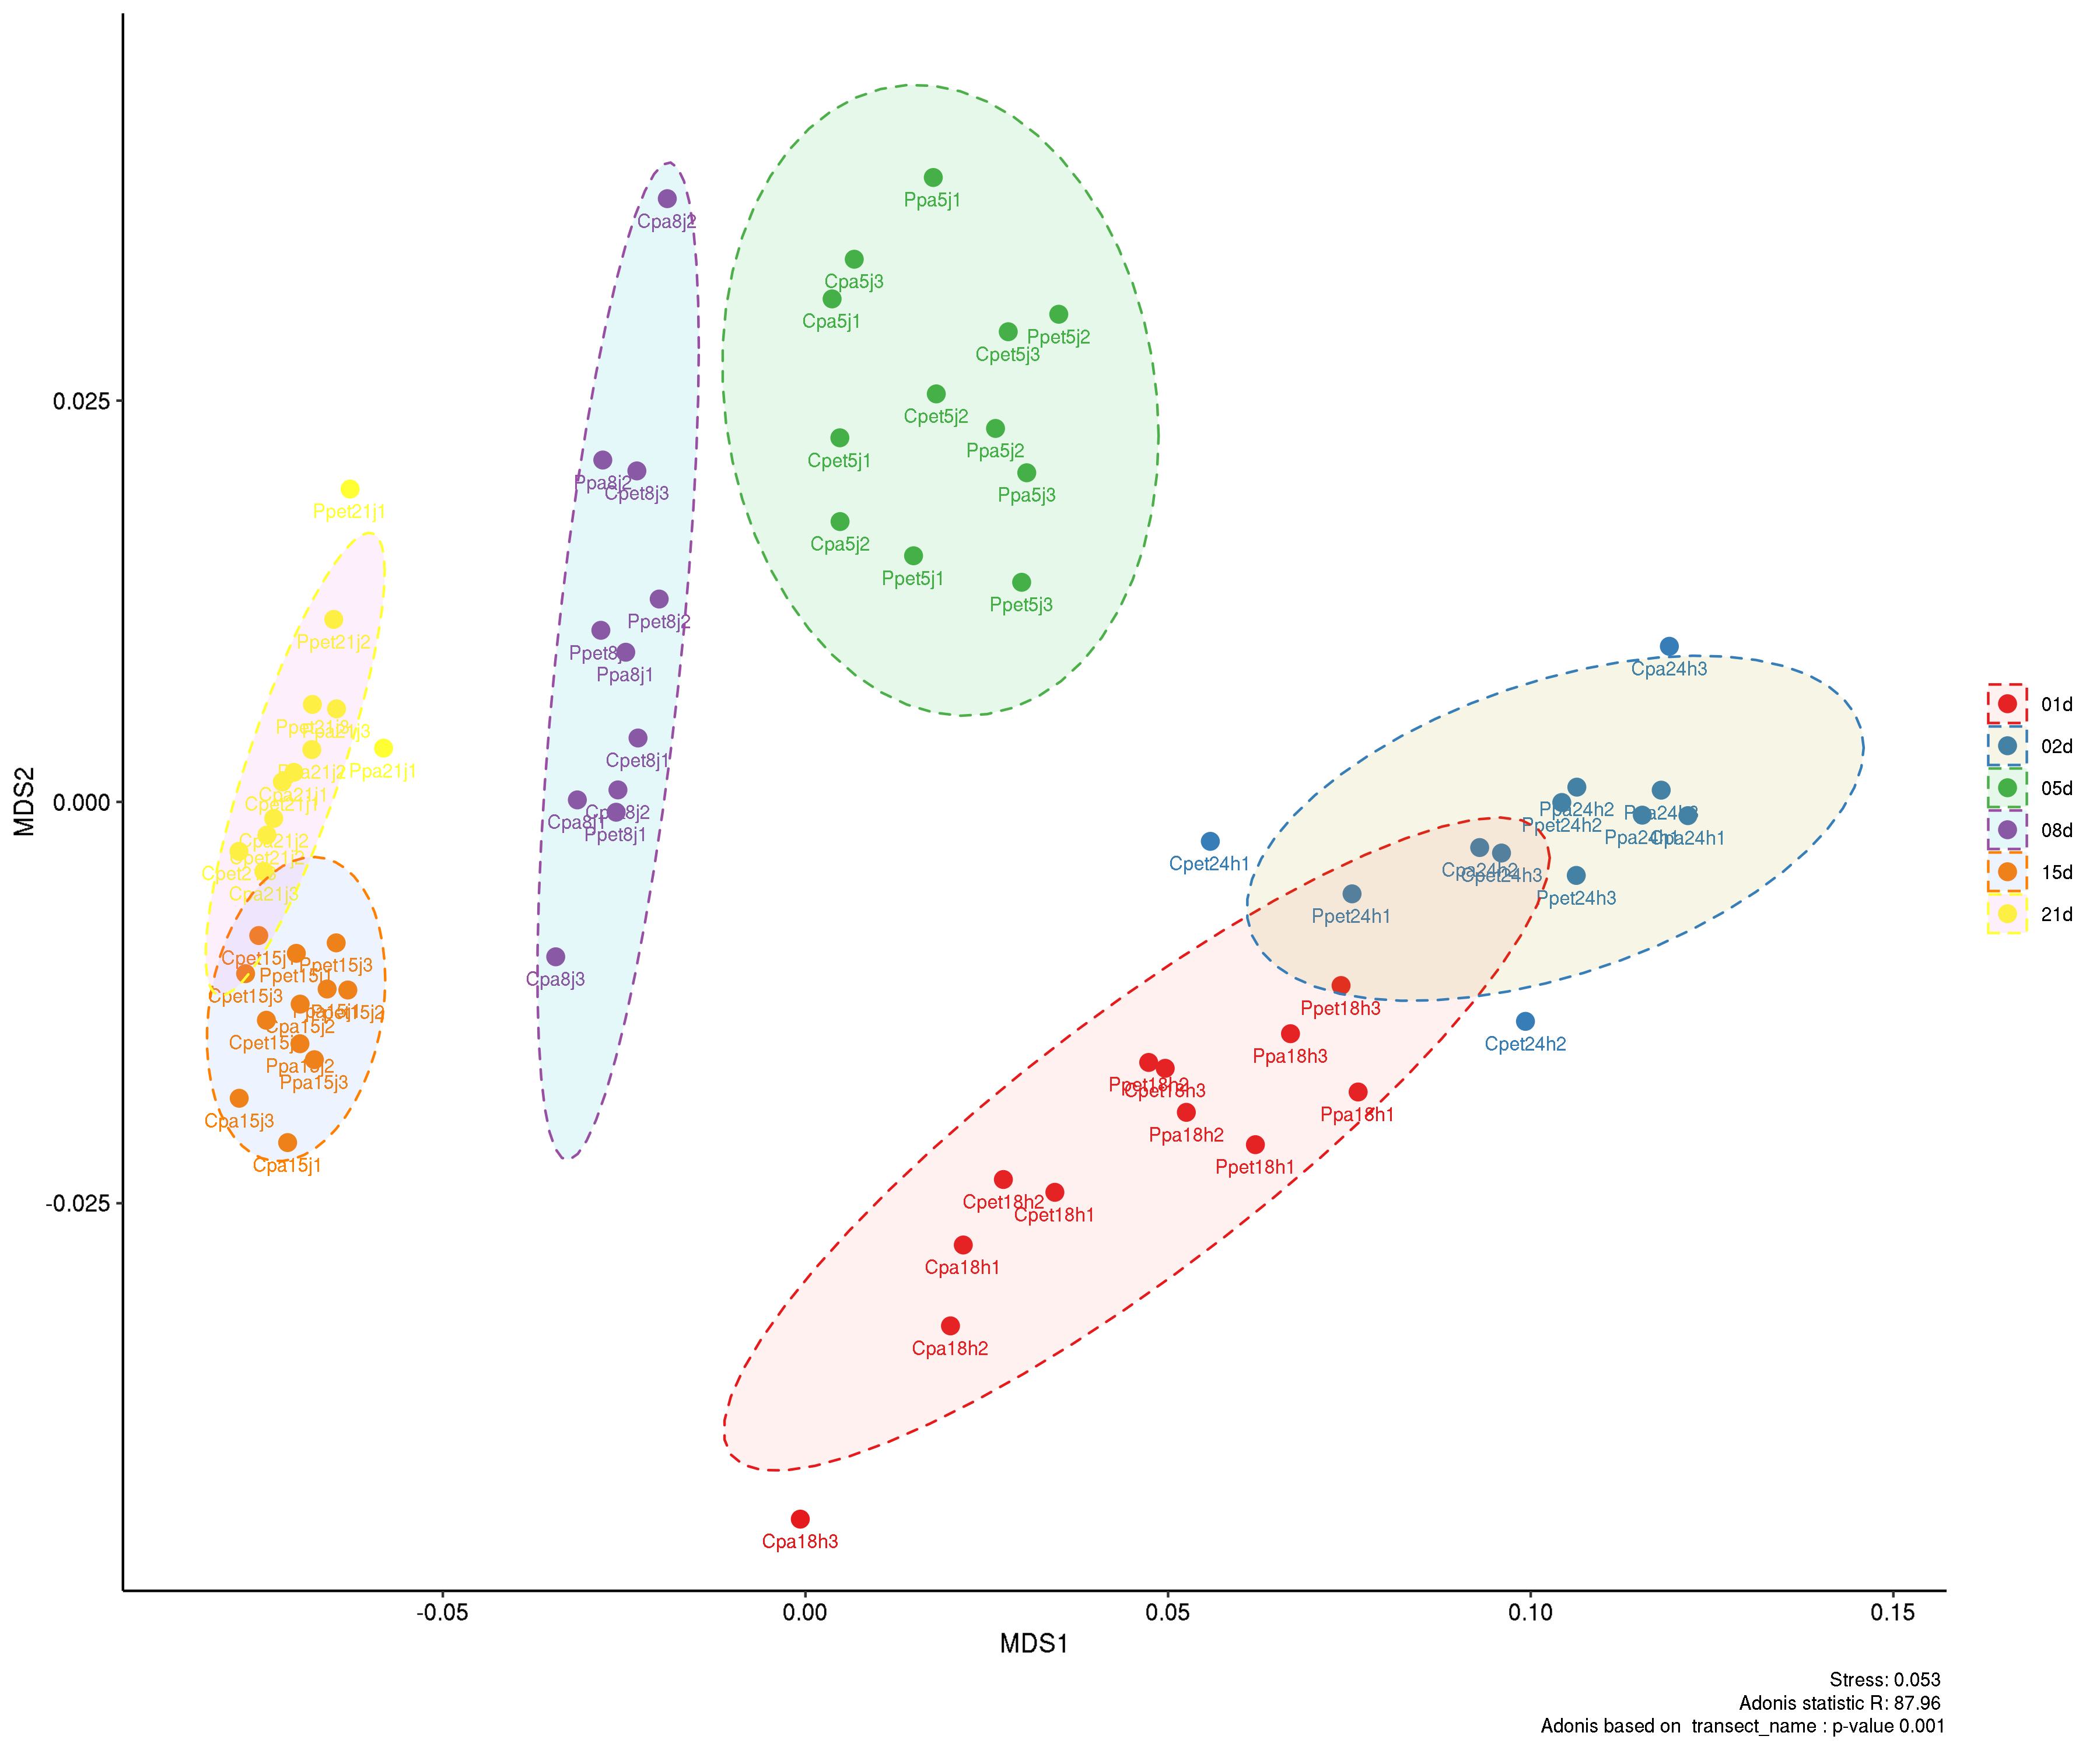 Ppa5j1
Cpa8j2
Cpa5j3
Cpa5j1
Ppet5j2
Cpet5j3
0.025
Cpet5j2
Ppa5j2
Cpet5j1
Ppa8j2
Cpet8j3
Ppa5j3
Ppet21j1
Cpa5j2
Ppet5j1
Ppet5j3
Ppet8j2
Ppet21j2
Ppa8j1
Cpa24h3
01d
Ppa21j3
02d
Cpet8j1
Ppa21j1
Ppa21j2
05d
Cpa21j1
Cpet21j1
MDS2
0.000
Cpa8j1
Ppet8j1
Ppa24h2
Ppet24h2
Cpa24h1
08d
Cpa21j2
Cpet21j2
Cpet24h1
Cpa24h2
Cpet24h3
15d
Cpa21j3
Ppet24h1
Ppet24h3
21d
Ppet15j3
Ppet15j1
Cpa8j3
Cpet15j3
Ppet18h3
Cpa15j2
Cpet24h2
Ppa18h3
Ppa15j3
Ppet18h2
Cpet18h3
Cpa15j3
Ppa18h2
Ppa18h1
Cpa15j1
Ppet18h1
-0.025
Cpet18h2
Cpet18h1
Cpa18h1
Cpa18h2
Cpa18h3
-0.05
0.00
0.05
0.10
0.15
MDS1
Stress: 0.053
Adonis statistic R: 87.96
Adonis based on transect_name : p-value 0.001